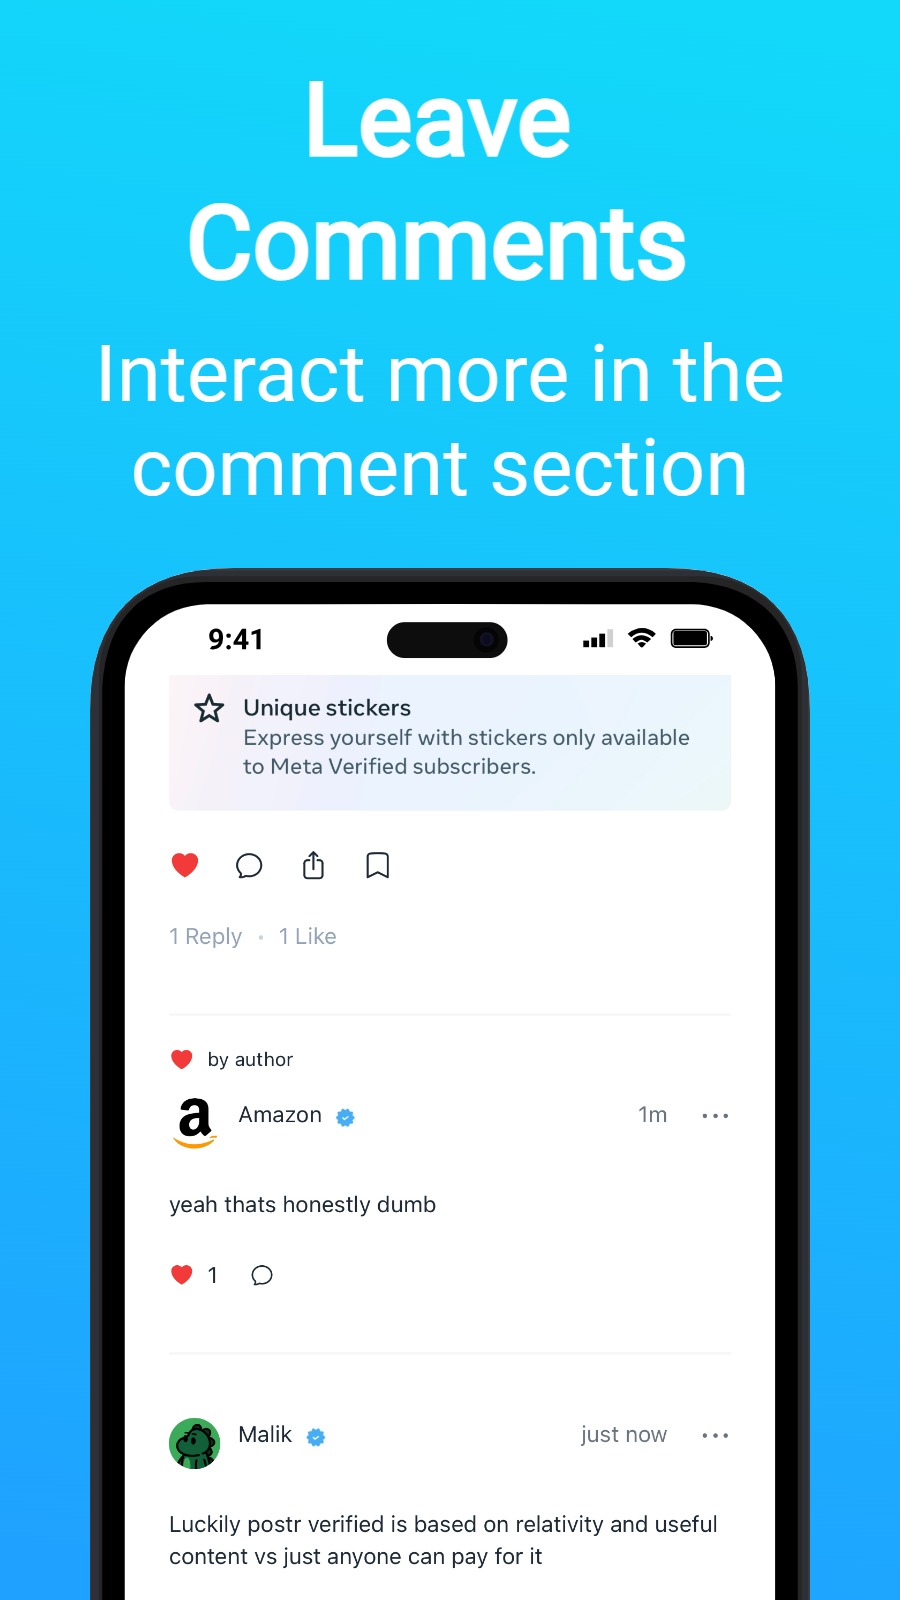 Leave
Comments
Interact more in the
comment section
9:41
Unique stickers
Express yourself with stickers only available
to Meta Verified subscribers.
1 Reply • 1 Like
by author
a
Amazon
1m
yeah thats honestly dumb
1
Malik
just now
Luckily postr verified is based on relativity and useful
content vs just anyone can pay for it